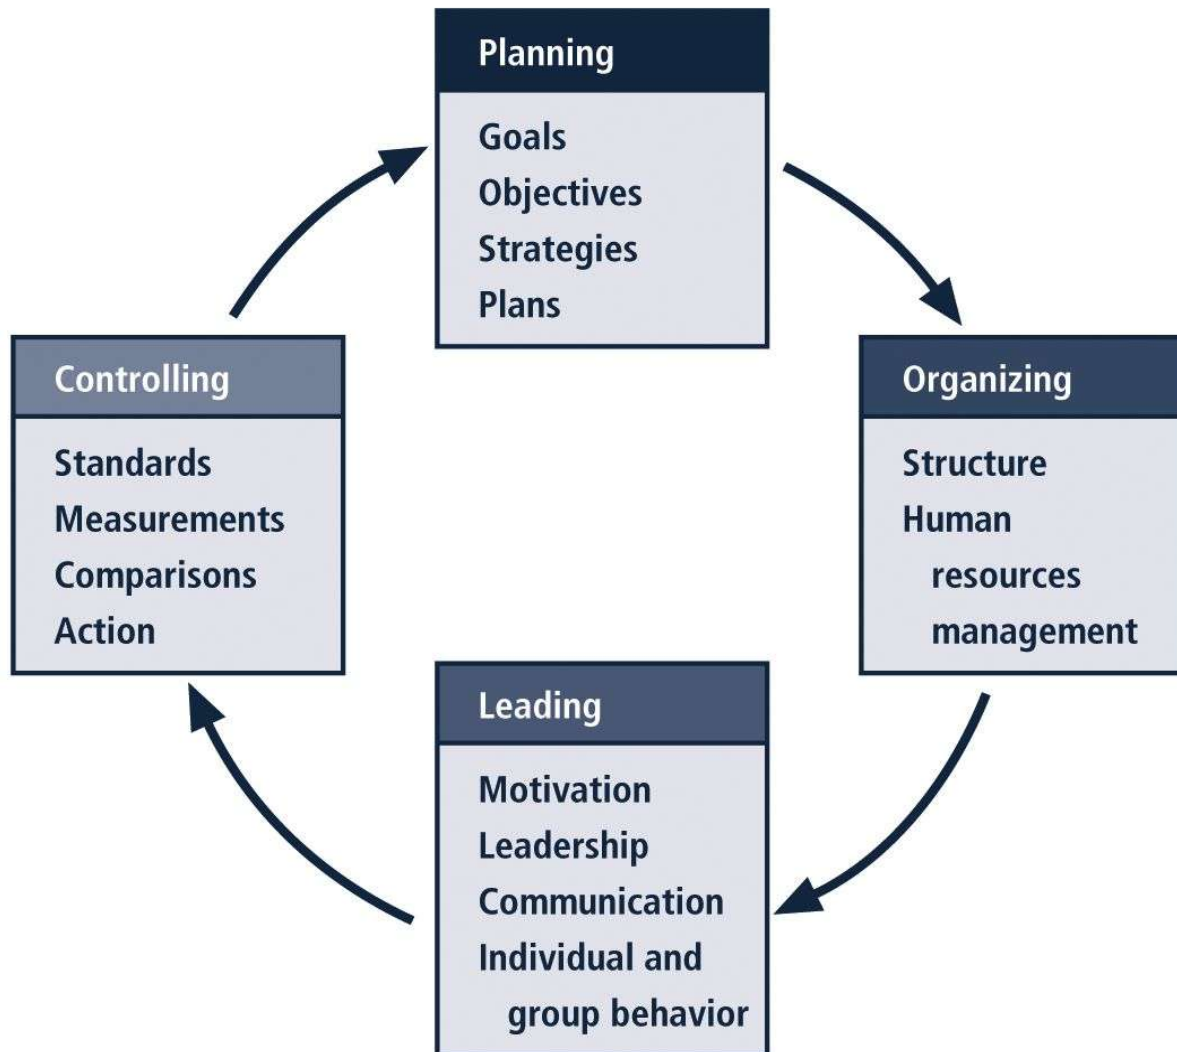 Planning
Goals
Objectives
Strategies
Plans
Organizing
Structure
Human
resources
management
Leading
Motivation
Leadership
Communication
Individual and
group behavior
Controlling
Standards
Measurements
Comparisons
Action